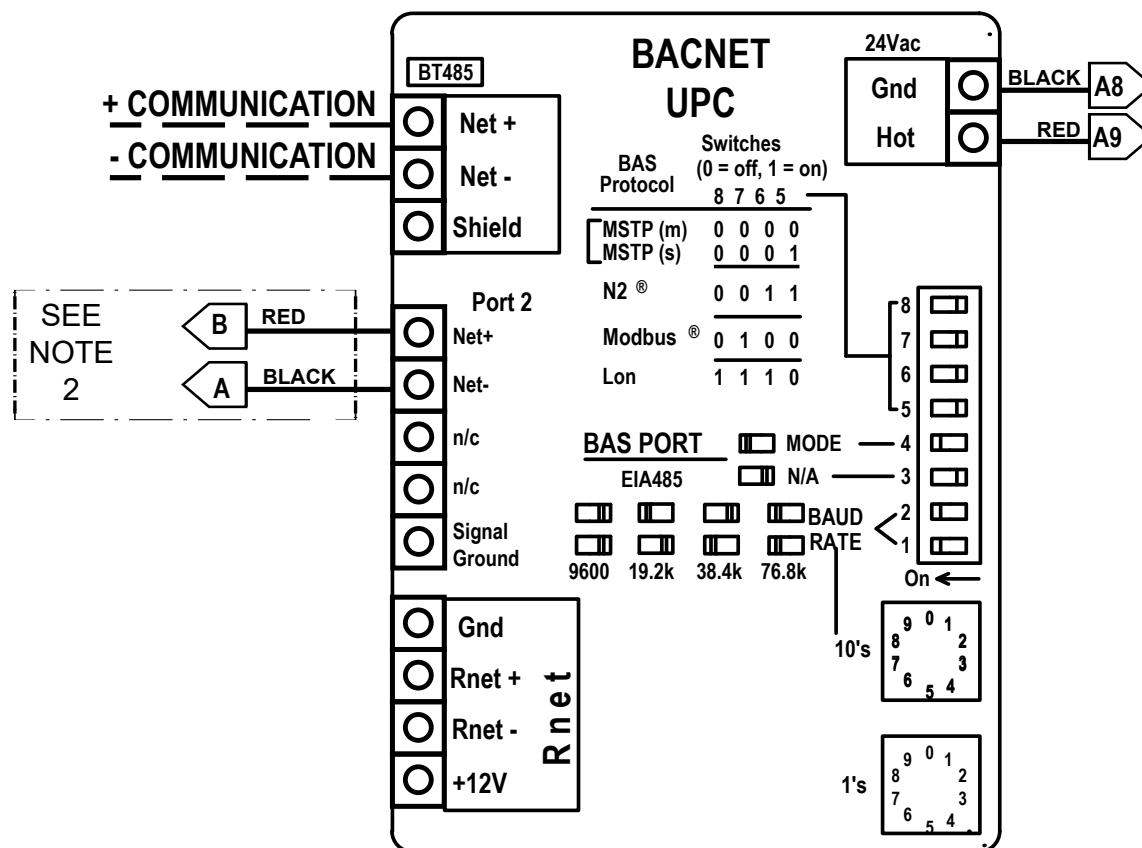 BACNET
UPC
BT485
+ COMMUNICATION
- COMMUNICATION
Net +
Net -
Shield
24Vac
Gnd
Hot
BLACK
A8
RED
A9
Switches
(0 = off, 1 = on)
BAS
Protocol
8 7 6 5
MSTP (m) 0 0 0 0
MSTP (s) 0 0 0 1
N2 ® 0 0 1 1
Modbus ® 0 1 0 0
Lon 1 1 1 0
SEE
NOTE
2
B
RED
A
BLACK
Port 2
Net+
Net-
n/c
n/c
Signal
Ground
8
7
6
5
4
3
2
1
On
BAS PORT
EIA485
MODE
N/A
BAUD
RATE
9600 19.2k 38.4k 76.8k
Gnd
Rnet +
Rnet -
+12V
Rnet
10's
0 1 2 3 4 5 6 7 8 9
1's
0 1 2 3 4 5 6 7 8 9